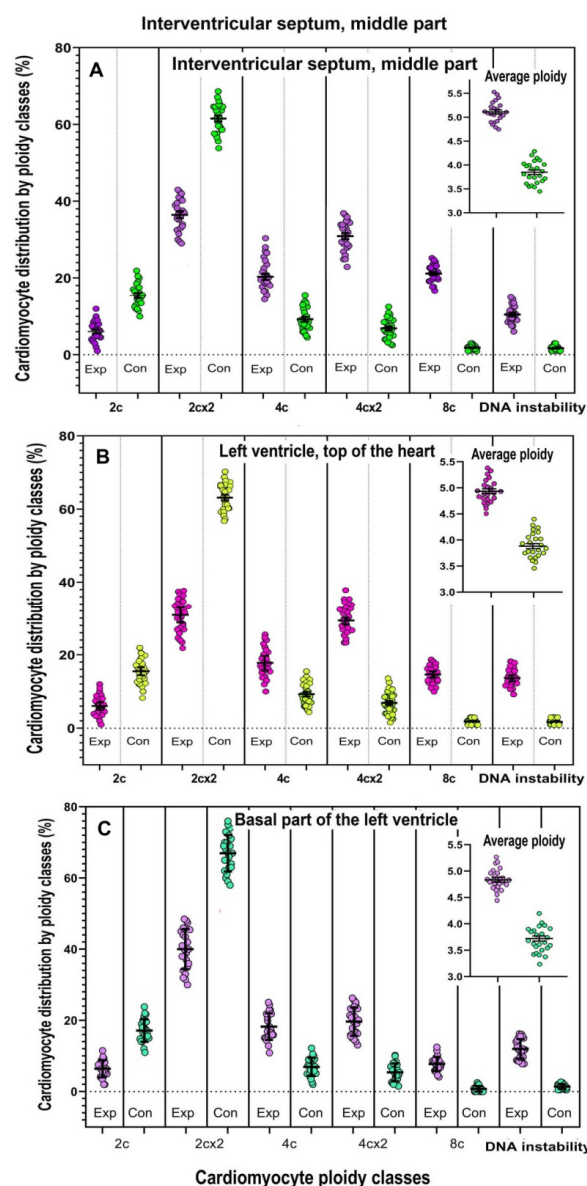 Interventricular septum, middle part
A
Interventricular septum, middle part
Cardiomyocyte distribution by ploidy classes (%)
80
60
40
20
0
Average ploidy
5.5
5.0
4.5
4.0
3.5
3.0
Exp Con Exp Con Exp Con Exp Con Exp Con Exp Con
2c 2cx2 4c 4cx2 8c DNA instability
B
Left ventricle, top of the heart
Cardiomyocyte distribution by ploidy classes (%)
80
60
40
20
0
Average ploidy
5.5
5.0
4.5
4.0
3.5
3.0
Exp Con Exp Con Exp Con Exp Con Exp Con Exp Con
2c 2cx2 4c 4cx2 8c DNA instability
C
Basal part of the left ventricle
Cardiomyocyte distribution by ploidy classes (%)
80
60
40
20
0
Average ploidy
5.5
5.0
4.5
4.0
3.5
3.0
Exp Con Exp Con Exp Con Exp Con Exp Con Exp Con
2c 2cx2 4c 4cx2 8c DNA instability
Cardiomyocyte ploidy classes